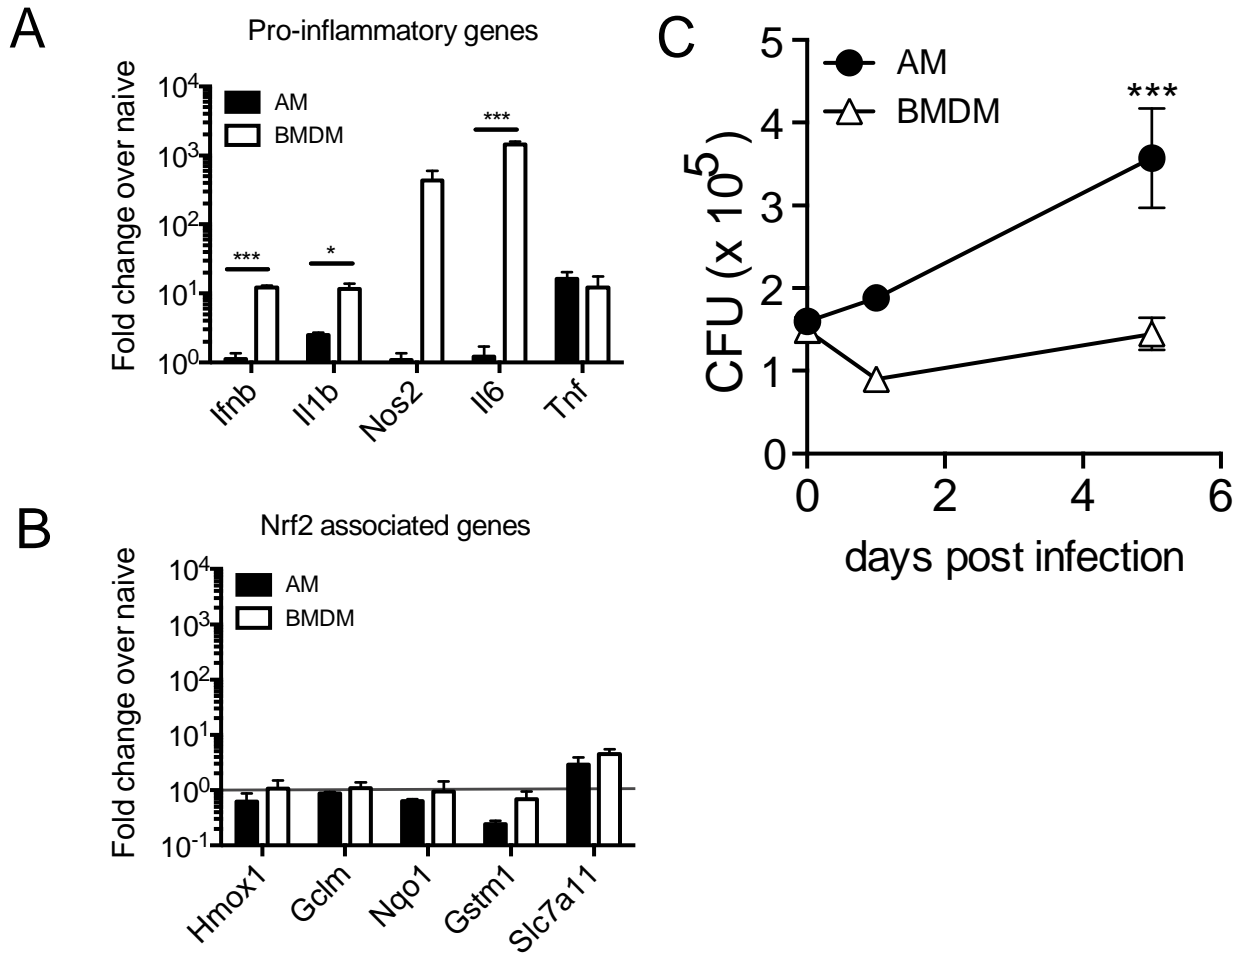 A
Pro-inflammatory genes
Fold change over naive
10^4
10^3
10^2
10^1
10^0
AM
BMDM
***
*
***
Ifnb
Il1b
Nos2
Il6
Tnf
B
Nrf2 associated genes
Fold change over naive
10^4
10^3
10^2
10^1
10^0
10^-1
AM
BMDM
Hmox1
Gclm
Nqo1
Gstm1
Slc7a11
C
CFU (x 10^5)
5
4
3
2
1
0
AM
BMDM
***
0
2
4
6
days post infection